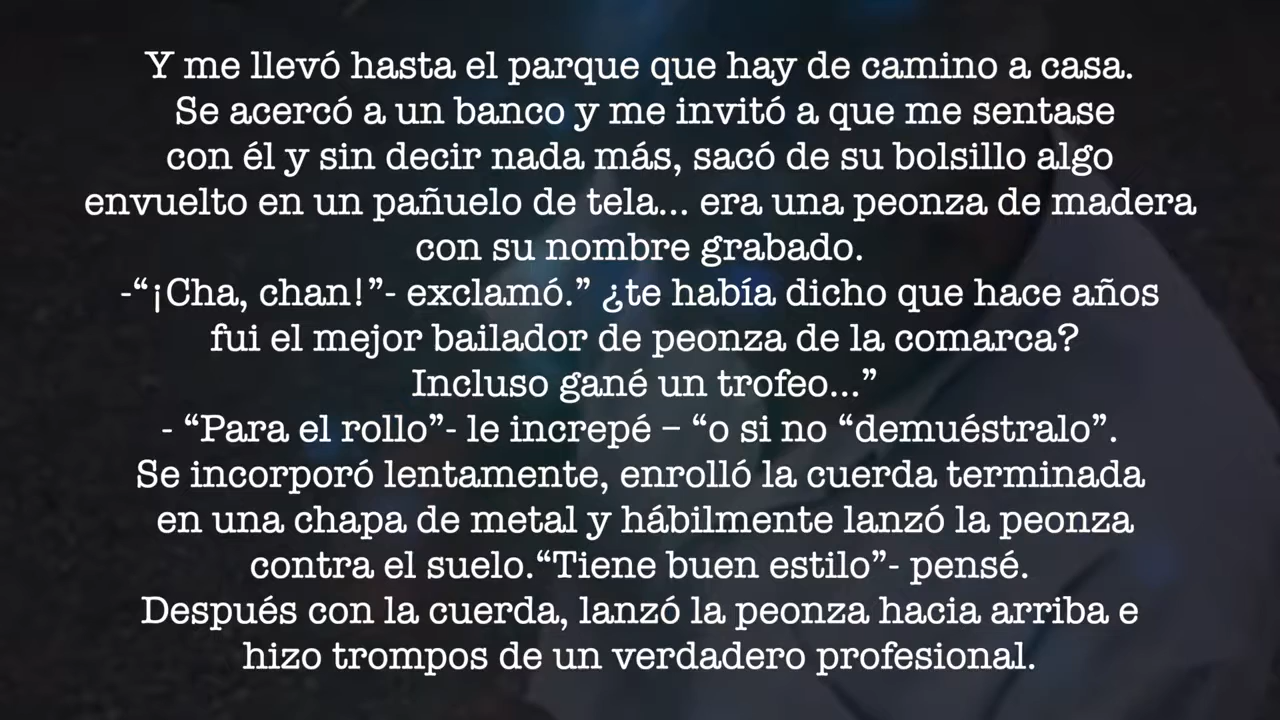 Y me llevó hasta el parque que hay de camino a casa.
Se acercó a un banco y me invitó a que me sentase
con él y sin decir nada más, sacó de su bolsillo algo
envuelto en un pañuelo de tela... era una peonza de madera
con su nombre grabado.
-“¡Cha, chan!”- exclamó.” ¿te había dicho que hace años
fui el mejor bailador de peonza de la comarca?
Incluso gané un trofeo...”
- “Para el rollo”- le increpé – “o si no “demuéstralo”.
Se incorporó lentamente, enrolló la cuerda terminada
en una chapa de metal y hábilmente lanzó la peonza
contra el suelo.“Tiene buen estilo”- pensé.
Después con la cuerda, lanzó la peonza hacia arriba e
hizo trompos de un verdadero profesional.